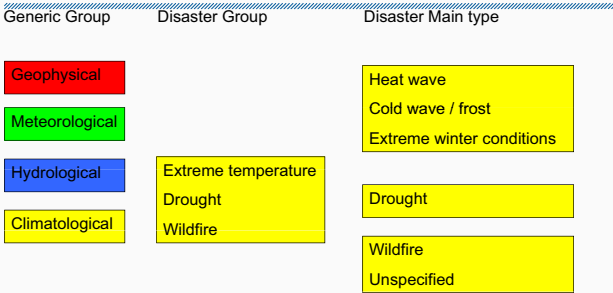 Generic Group
Disaster Group
Disaster Main type
Geophysical
Meteorological
Hydrological
Climatological
Extreme temperature
Drought
Wildfire
Heat wave
Cold wave / frost
Extreme winter conditions
Drought
Wildfire
Unspecified